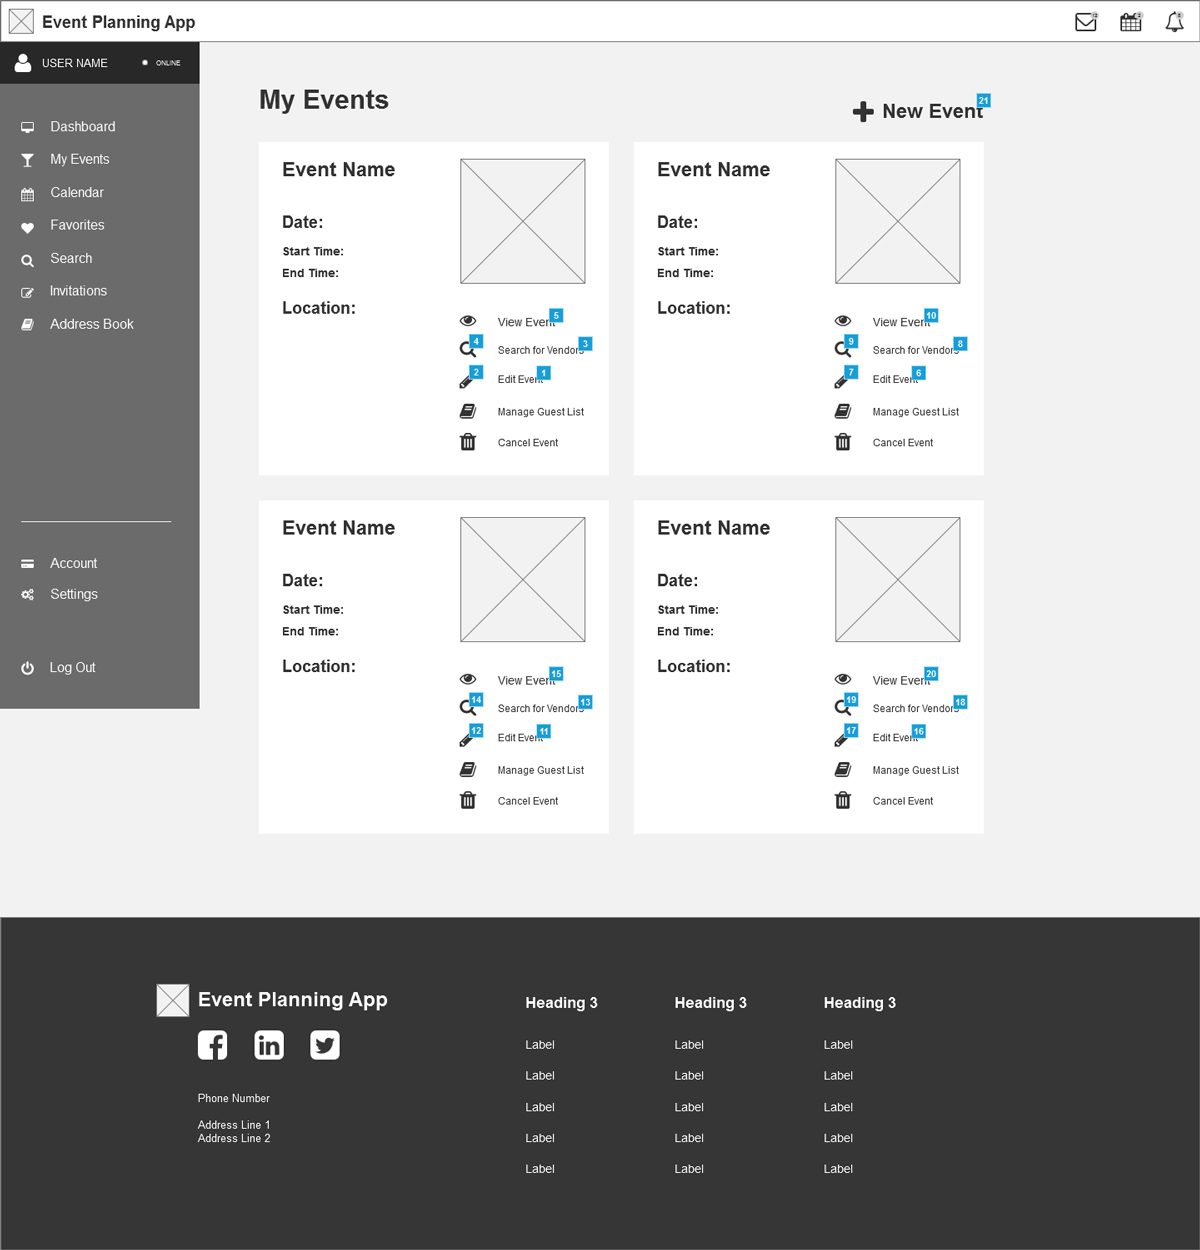 Event Planning App
USER NAME
ONLINE
Dashboard
My Events
Calendar
Favorites
Search
Invitations
Address Book
Account
Settings
Log Out
My Events
New Event 21
Event Name
Date:
Start Time:
End Time:
Location:
View Event 5
4 Search for Vendors 3
2 Edit Event 1
Manage Guest List
Cancel Event
Event Name
Date:
Start Time:
End Time:
Location:
View Event 10
9 Search for Vendors 8
7 Edit Event 6
Manage Guest List
Cancel Event
Event Name
Date:
Start Time:
End Time:
Location:
View Event 15
14 Search for Vendors 13
12 Edit Event 11
Manage Guest List
Cancel Event
Event Name
Date:
Start Time:
End Time:
Location:
View Event 20
19 Search for Vendors 18
17 Edit Event 16
Manage Guest List
Cancel Event
Event Planning App
Phone Number
Address Line 1
Address Line 2
Heading 3
Label
Label
Label
Label
Label
Heading 3
Label
Label
Label
Label
Label
Heading 3
Label
Label
Label
Label
Label